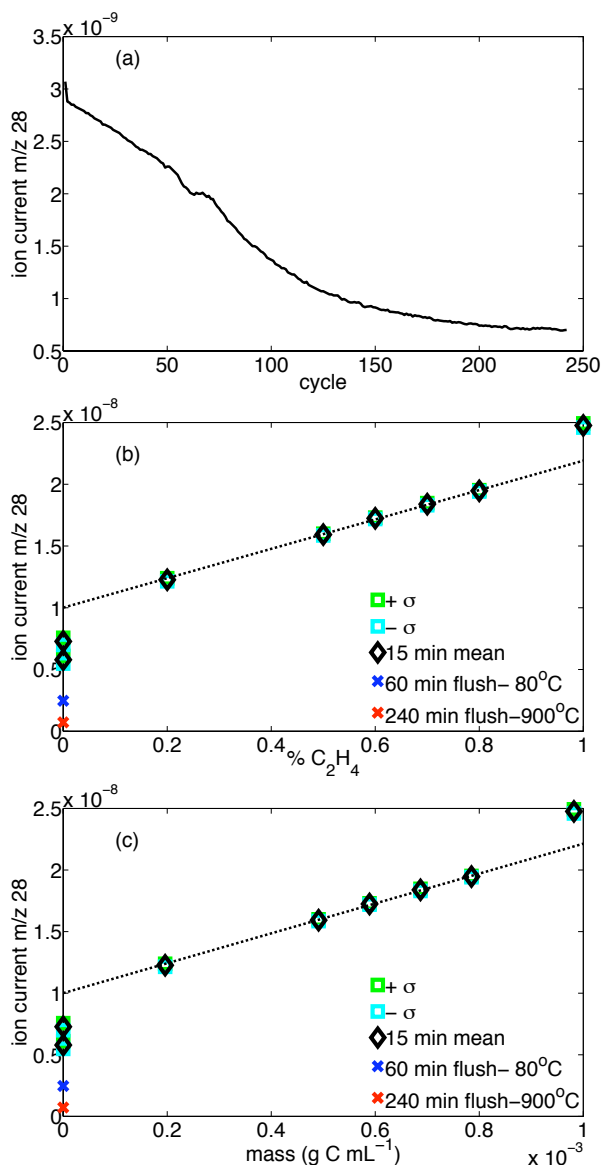 x 10⁻⁹
3.5
(a)
3
2.5
2
1.5
1
0.5
ion current m/z 28
0 50 100 150 200 250
cycle
x 10⁻⁸
2.5
(b)
2
1.5
1
0.5
0
ion current m/z 28
+ σ
− σ
15 min mean
60 min flush− 80°C
240 min flush−900°C
0 0.2 0.4 0.6 0.8 1
% C₂H₄
x 10⁻⁸
2.5
(c)
2
1.5
1
0.5
0
ion current m/z 28
+ σ
− σ
15 min mean
60 min flush− 80°C
240 min flush−900°C
0 0.2 0.4 0.6 0.8 1
mass (g C mL⁻¹)
x 10⁻³